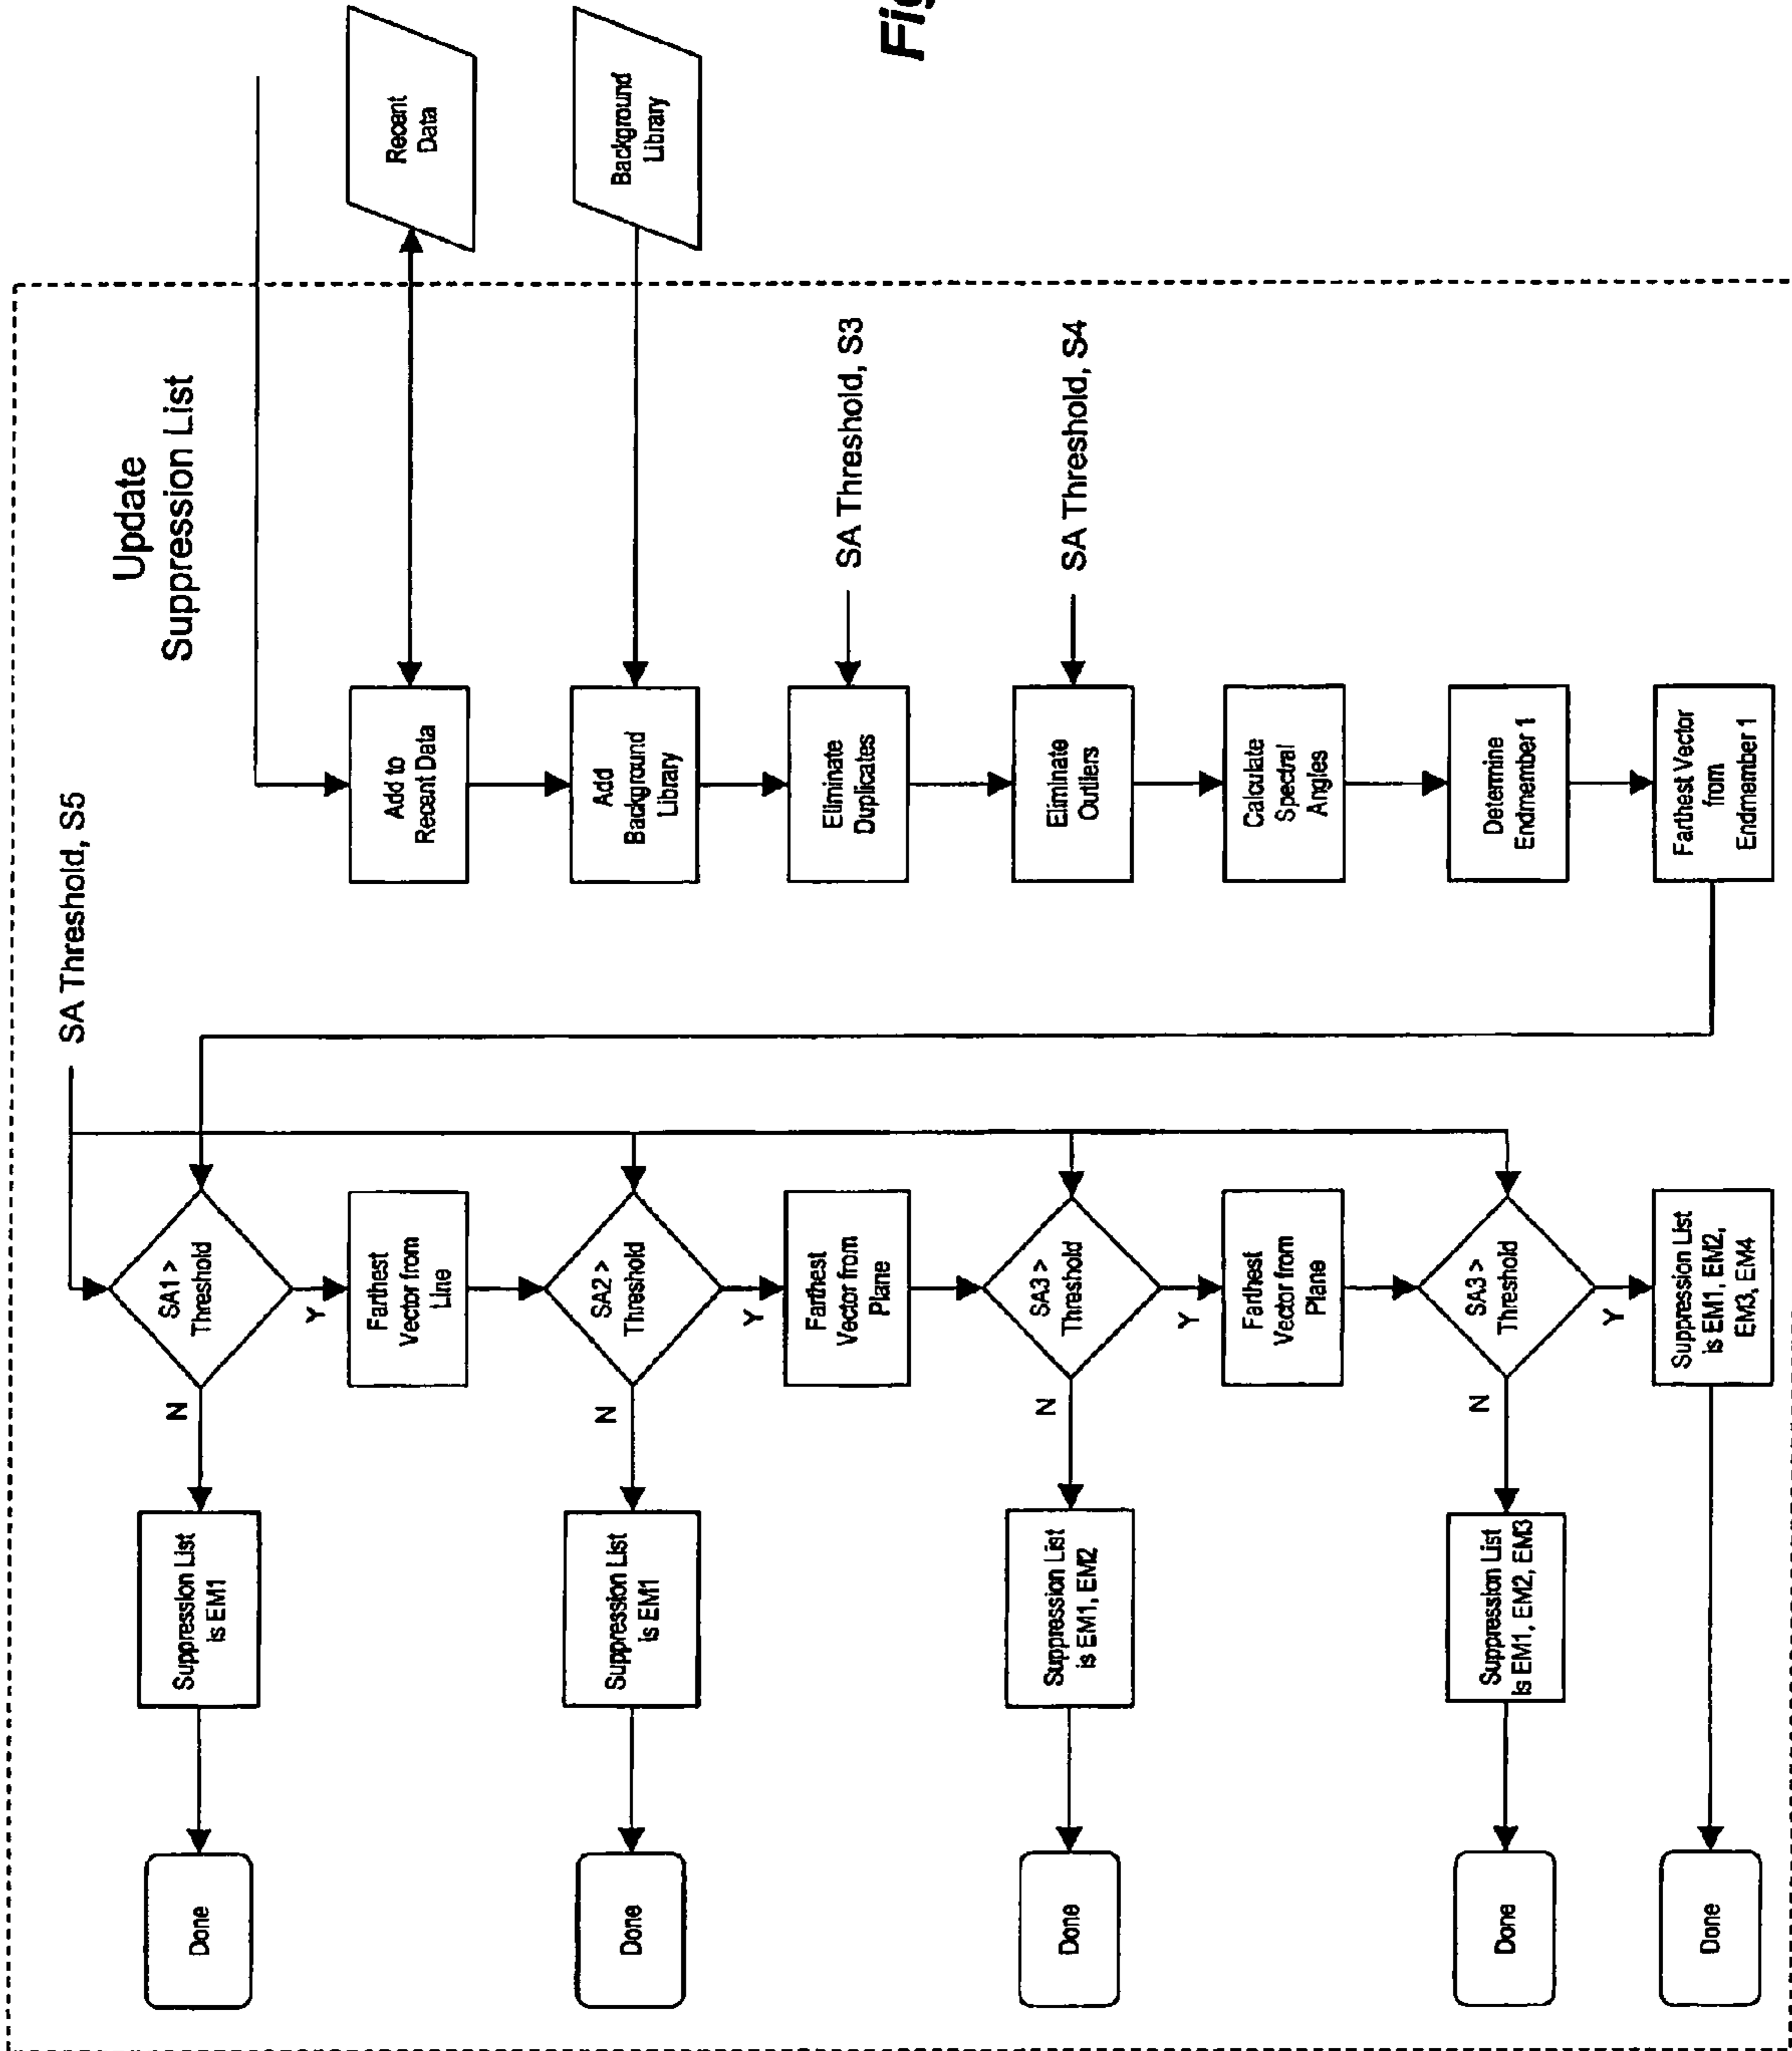 Update
Suppression List
Recent
Data
Background
Library
Add to
Recent Data
Add
Background
Library
Eliminate
Duplicates
SA Threshold, S3
Eliminate
Outliers
SA Threshold, S4
Calculate
Spectral
Angles
Determine
Endmember 1
Farthest Vector
from
Endmember 1
SA Threshold, S5
SA1 >
Threshold
N
Suppression List
is EM1
Done
Y
Farthest
Vector from
Line
SA2 >
Threshold
N
Suppression List
is EM1
Done
Y
Farthest
Vector from
Plane
SA3 >
Threshold
N
Suppression List
is EM1, EM2
Done
Y
Farthest
Vector from
Plane
SA3 >
Threshold
N
Suppression List
is EM1, EM2, EM3
Done
Y
Suppression List
is EM1, EM2,
EM3, EM4
Done